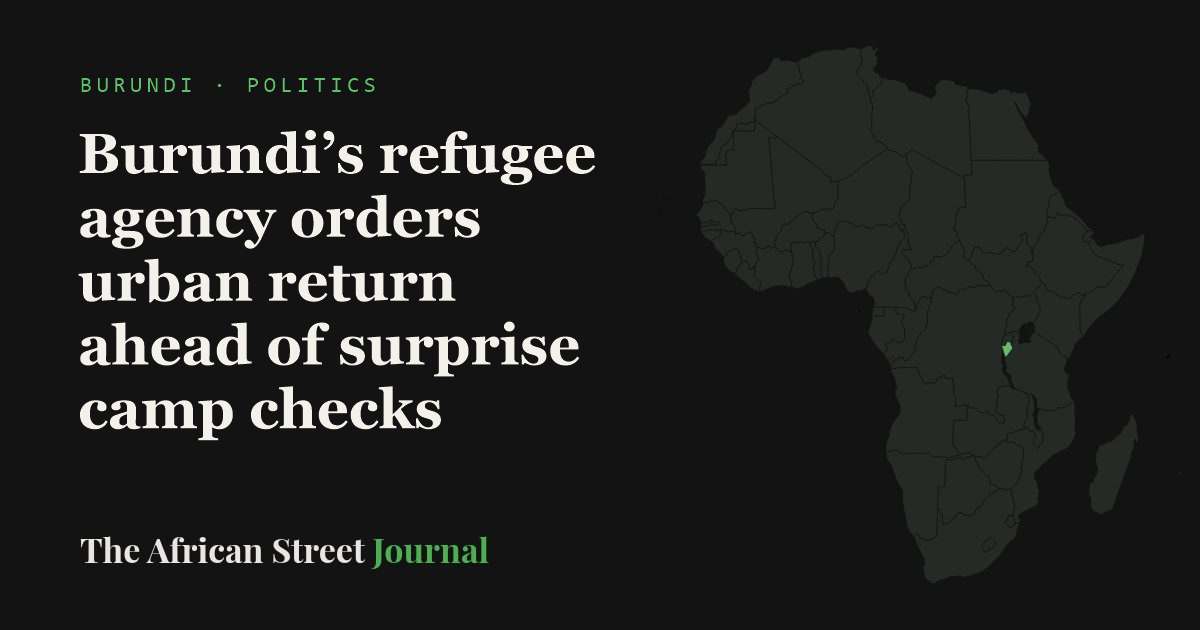 BURUNDI · POLITICS
Burundi’s refugee
agency orders
urban return
ahead of surprise
camp checks
The African Street Journal